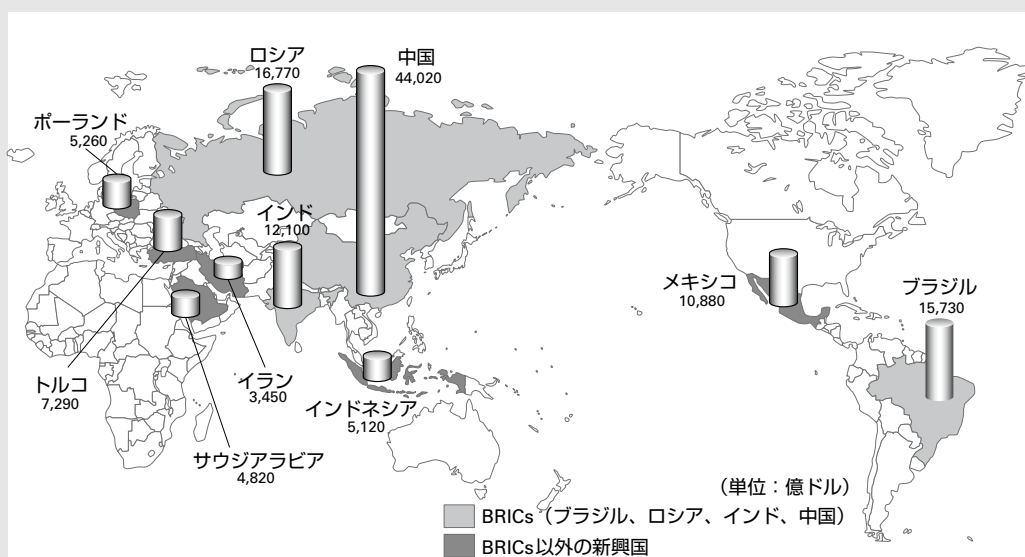 ロシア
16,770
中国
44,020
ポーランド
5,260
インド
12,100
メキシコ
10,880
ブラジル
15,730
トルコ
7,290
イラン
3,450
インドネシア
5,120
サウジアラビア
4,820
(単位：億ドル)
BRICs（ブラジル、ロシア、インド、中国）
BRICs以外の新興国